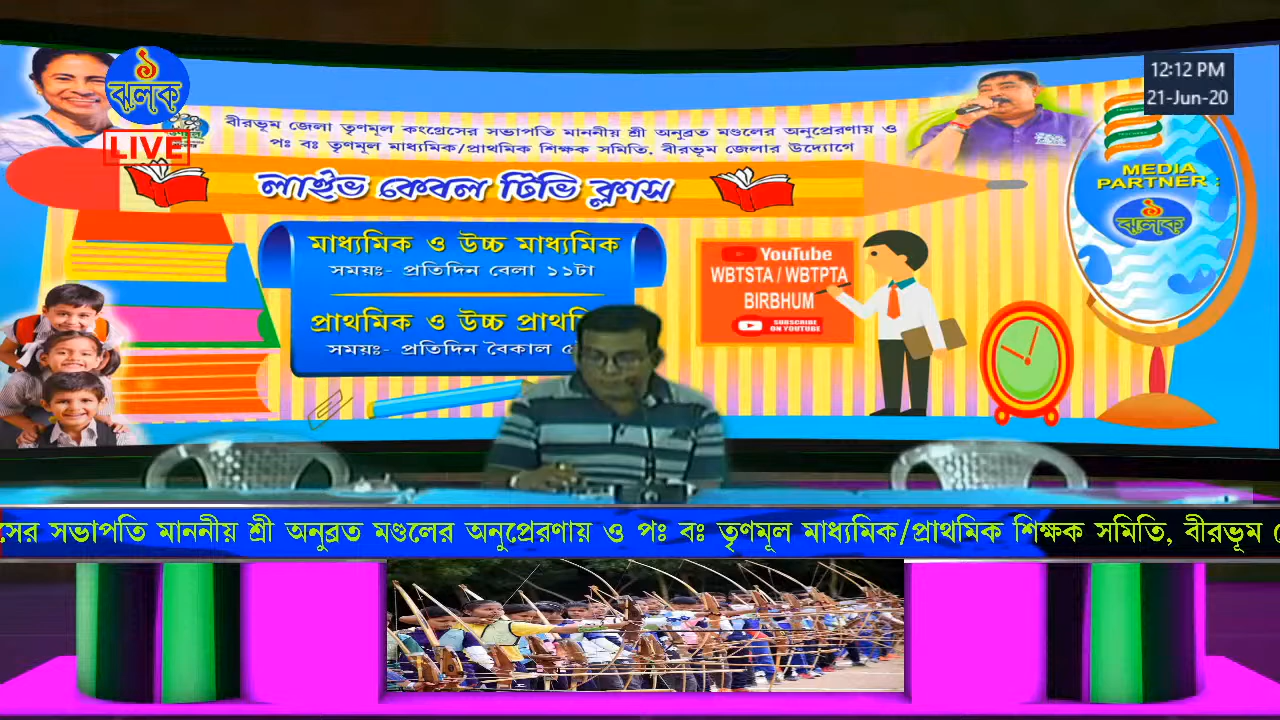 ১
ঝলক
LIVE
12:12 PM
21-Jun-20
বীরভূম জেলা তৃণমূল কংগ্রেসের সভাপতি মাননীয় শ্রী অনুব্রত মণ্ডলের অনুপ্রেরণায় ও
পঃ বঃ তৃণমূল মাধ্যমিক/প্রাথমিক শিক্ষক সমিতি, বীরভূম জেলার উদ্যোগে
লাইভ কেবল টিভি ক্লাস
মাধ্যমিক ও উচ্চ মাধ্যমিক
সময়ঃ- প্রতিদিন বেলা ১১টা
প্রাথমিক ও উচ্চ
সময়ঃ- প্রতিদিন বৈকাল
YouTube
WBTSTA / WBTPTA
BIRBHUM
SUBSCRIBE
ON YOUTUBE
MEDIA
PARTNER :
১
ঝলক
সভাপতি মাননীয় শ্রী অনুব্রত মণ্ডলের অনুপ্রেরণায় ও পঃ বঃ তৃণমূল মাধ্যমিক/প্রাথমিক শিক্ষক সমিতি, বীরভূম